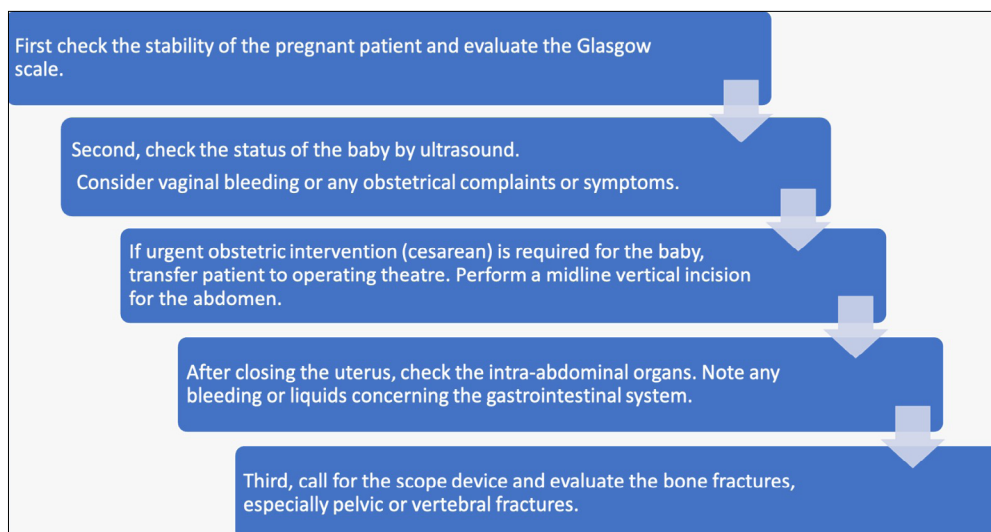 First check the stability of the pregnant patient and evaluate the Glasgow
scale.
Second, check the status of the baby by ultrasound.
Consider vaginal bleeding or any obstetrical complaints or symptoms.
If urgent obstetric intervention (cesarean) is required for the baby,
transfer patient to operating theatre. Perform a midline vertical incision
for the abdomen.
After closing the uterus, check the intra-abdominal organs. Note any
bleeding or liquids concerning the gastrointestinal system.
Third, call for the scope device and evaluate the bone fractures,
especially pelvic or vertebral fractures.